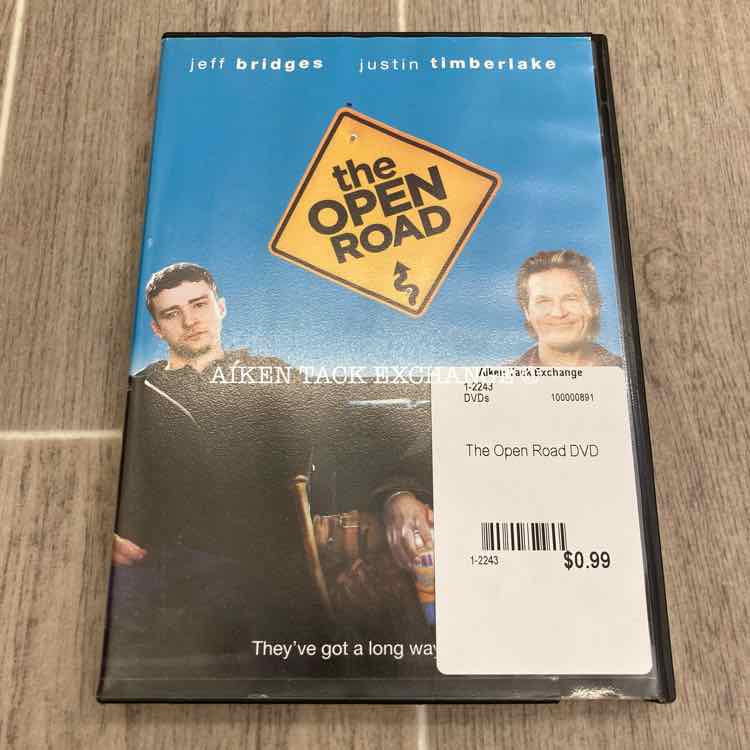 jeff bridges justin timberlake
the
OPEN
ROAD
AIKEN TACK EXCHANGE ©
Aiken Tack Exchange
1-2243
DVDs 100000891
The Open Road DVD
1-2243 $0.99
They've got a long way